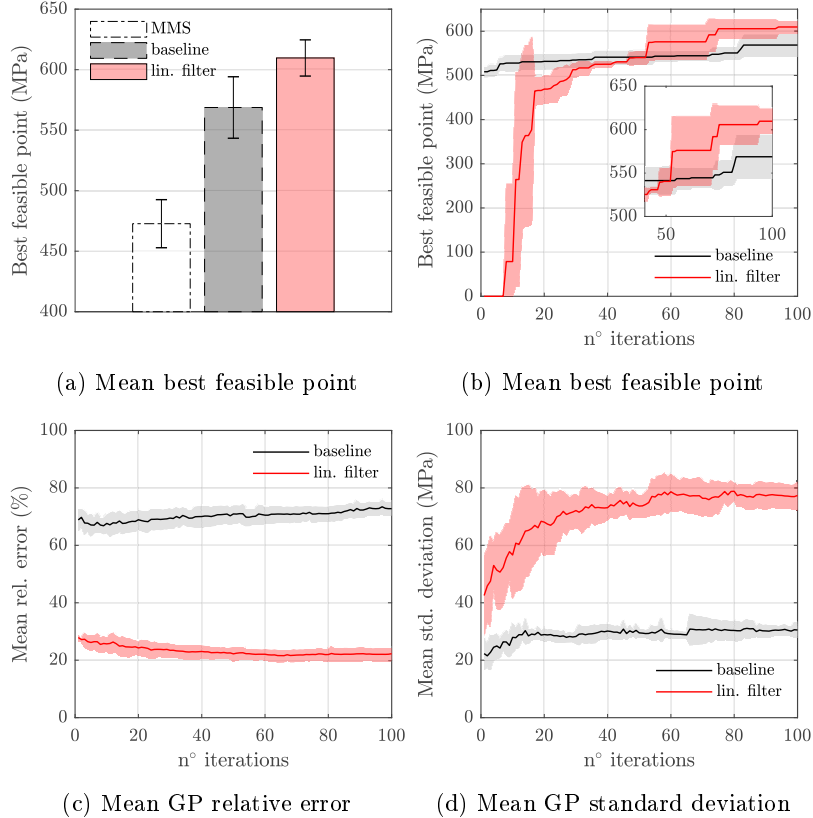 650
600
550
500
450
400
Best feasible point (MPa)
MMS
baseline
lin. filter
(a) Mean best feasible point
600
500
400
300
200
100
0
Best feasible point (MPa)
650
600
550
500
50
100
baseline
lin. filter
0
20
40
60
80
100
n° iterations
(b) Mean best feasible point
100
80
60
40
20
0
Mean rel. error (%)
baseline
lin. filter
0
20
40
60
80
100
n° iterations
(c) Mean GP relative error
100
80
60
40
20
0
Mean std. deviation (MPa)
baseline
lin. filter
0
20
40
60
80
100
n° iterations
(d) Mean GP standard deviation